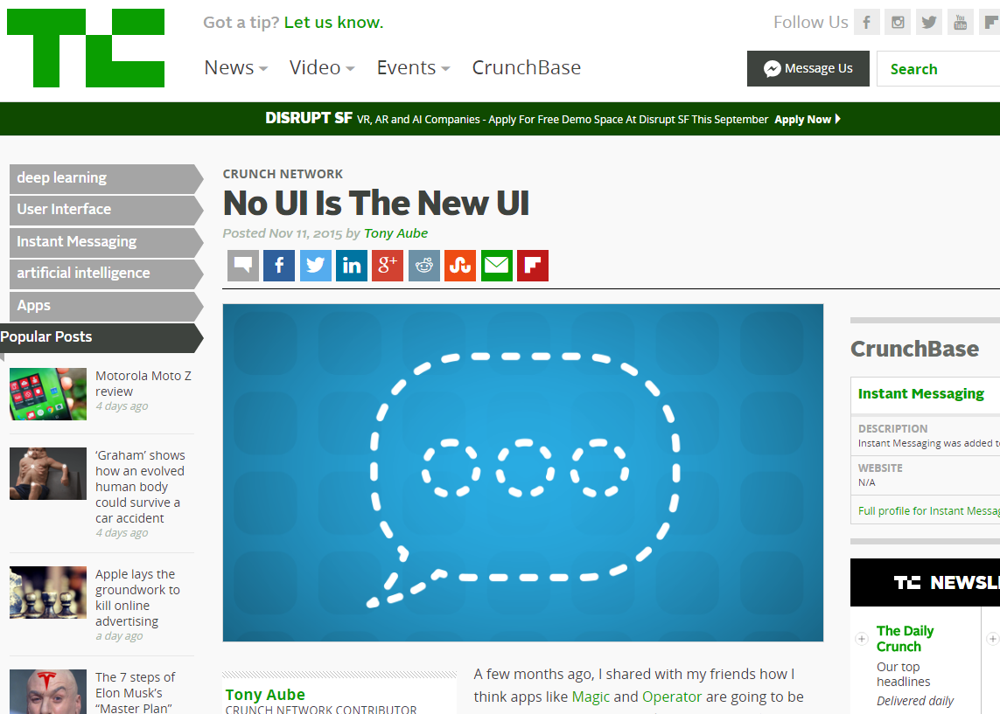 TC
Got a tip? Let us know.
Follow Us
You
Tube
News Video Events CrunchBase
Message Us
Search
DISRUPT SF VR, AR and AI Companies - Apply For Free Demo Space At Disrupt SF This September Apply Now
deep learning
User Interface
Instant Messaging
artificial intelligence
Apps
Popular Posts
Motorola Moto Z
review
4 days ago
‘Graham’ shows
how an evolved
human body
could survive a
car accident
4 days ago
Apple lays the
groundwork to
kill online
advertising
a day ago
The 7 steps of
Elon Musk’s
“Master Plan”
CRUNCH NETWORK
No UI Is The New UI
Posted Nov 11, 2015 by Tony Aube
f in g+
Tony Aube
CRUNCH NETWORK CONTRIBUTOR
A few months ago, I shared with my friends how I
think apps like Magic and Operator are going to be
CrunchBase
Instant Messaging
DESCRIPTION
Instant Messaging was added t
WEBSITE
N/A
Full profile for Instant Messag
TC NEWSL
The Daily
Crunch
Our top
headlines
Delivered daily